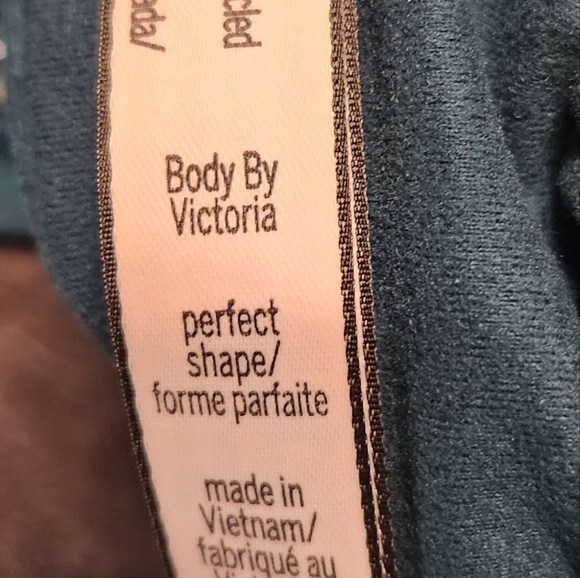 Body By
Victoria
perfect
shape/
forme parfaite
made in
Vietnam/
fabriqué au